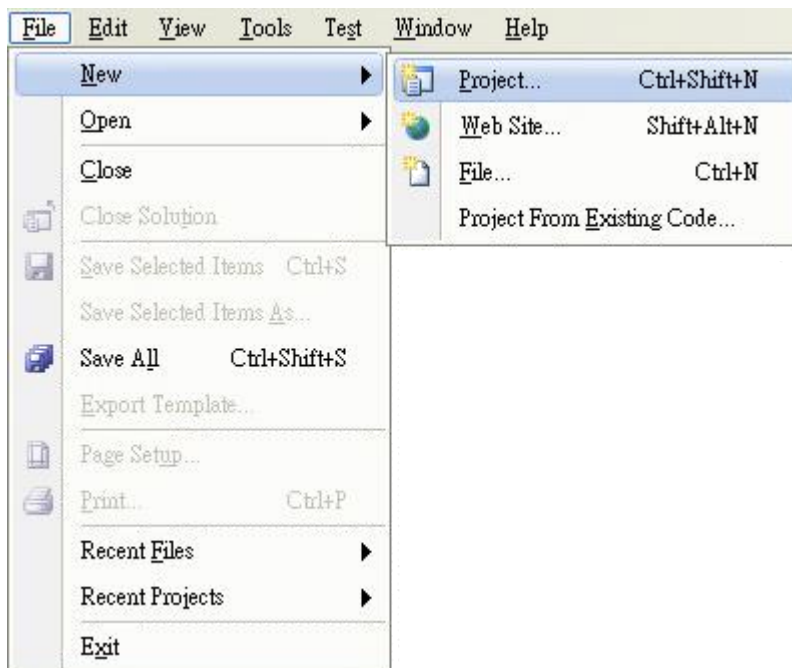 File Edit View Tools Test Window Help
New
Open
Close
Close Solution
Save Selected Items Ctrl+S
Save Selected Items As...
Save All Ctrl+Shift+S
Export Template...
Page Setup...
Print... Ctrl+P
Recent Files
Recent Projects
Exit
Project... Ctrl+Shift+N
Web Site... Shift+Alt+N
File... Ctrl+N
Project From Existing Code...